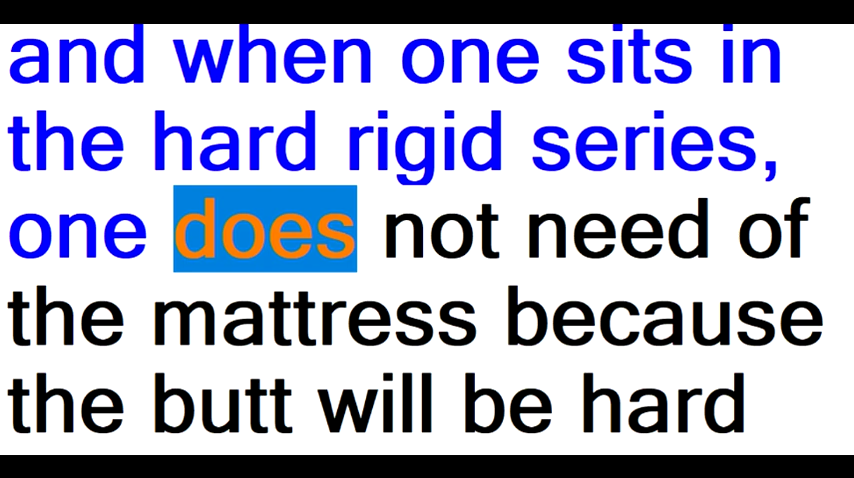 and when one sits in
the hard rigid series,
one does not need of
the mattress because
the butt will be hard